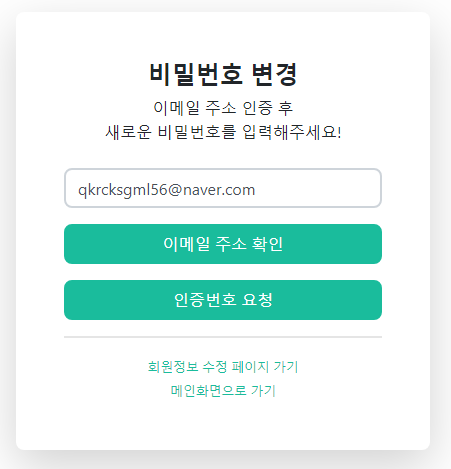 비밀번호 변경
이메일 주소 인증 후
새로운 비밀번호를 입력해주세요!
qkrcksgml56@naver.com
이메일 주소 확인
인증번호 요청
회원정보 수정 페이지 가기
메인화면으로 가기